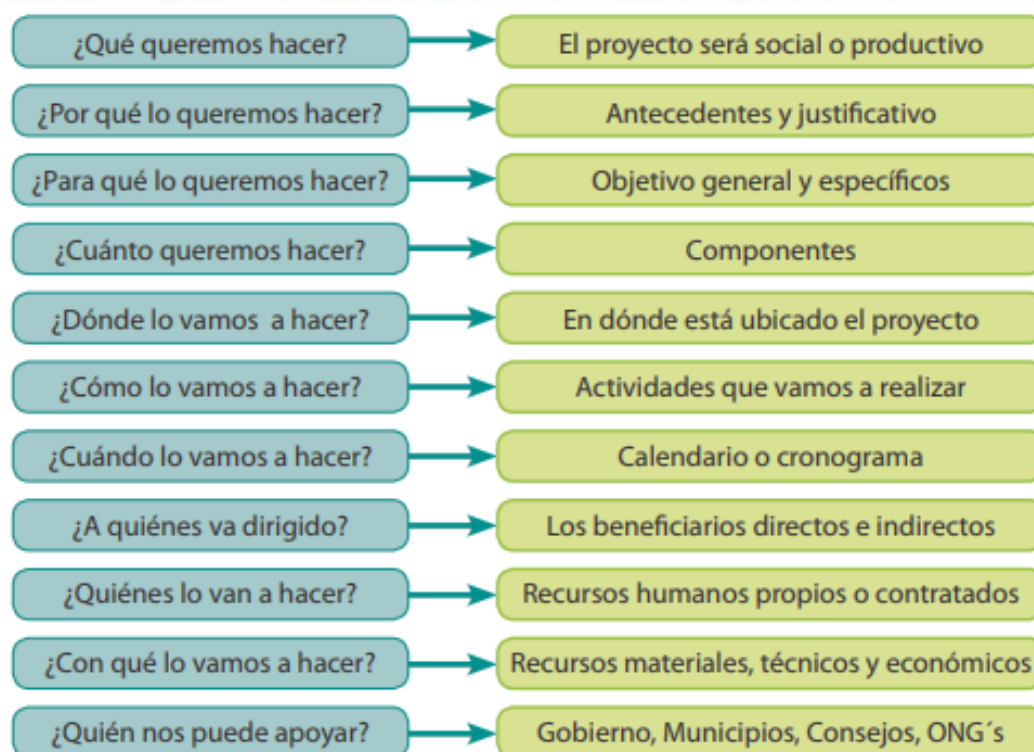 ¿Qué queremos hacer? El proyecto será social o productivo
¿Por qué lo queremos hacer? Antecedentes y justificativo
¿Para qué lo queremos hacer? Objetivo general y específicos
¿Cuánto queremos hacer? Componentes
¿Dónde lo vamos a hacer? En dónde está ubicado el proyecto
¿Cómo lo vamos a hacer? Actividades que vamos a realizar
¿Cuándo lo vamos a hacer? Calendario o cronograma
¿A quiénes va dirigido? Los beneficiarios directos e indirectos
¿Quiénes lo van a hacer? Recursos humanos propios o contratados
¿Con qué lo vamos a hacer? Recursos materiales, técnicos y económicos
¿Quién nos puede apoyar? Gobierno, Municipios, Consejos, ONG´s